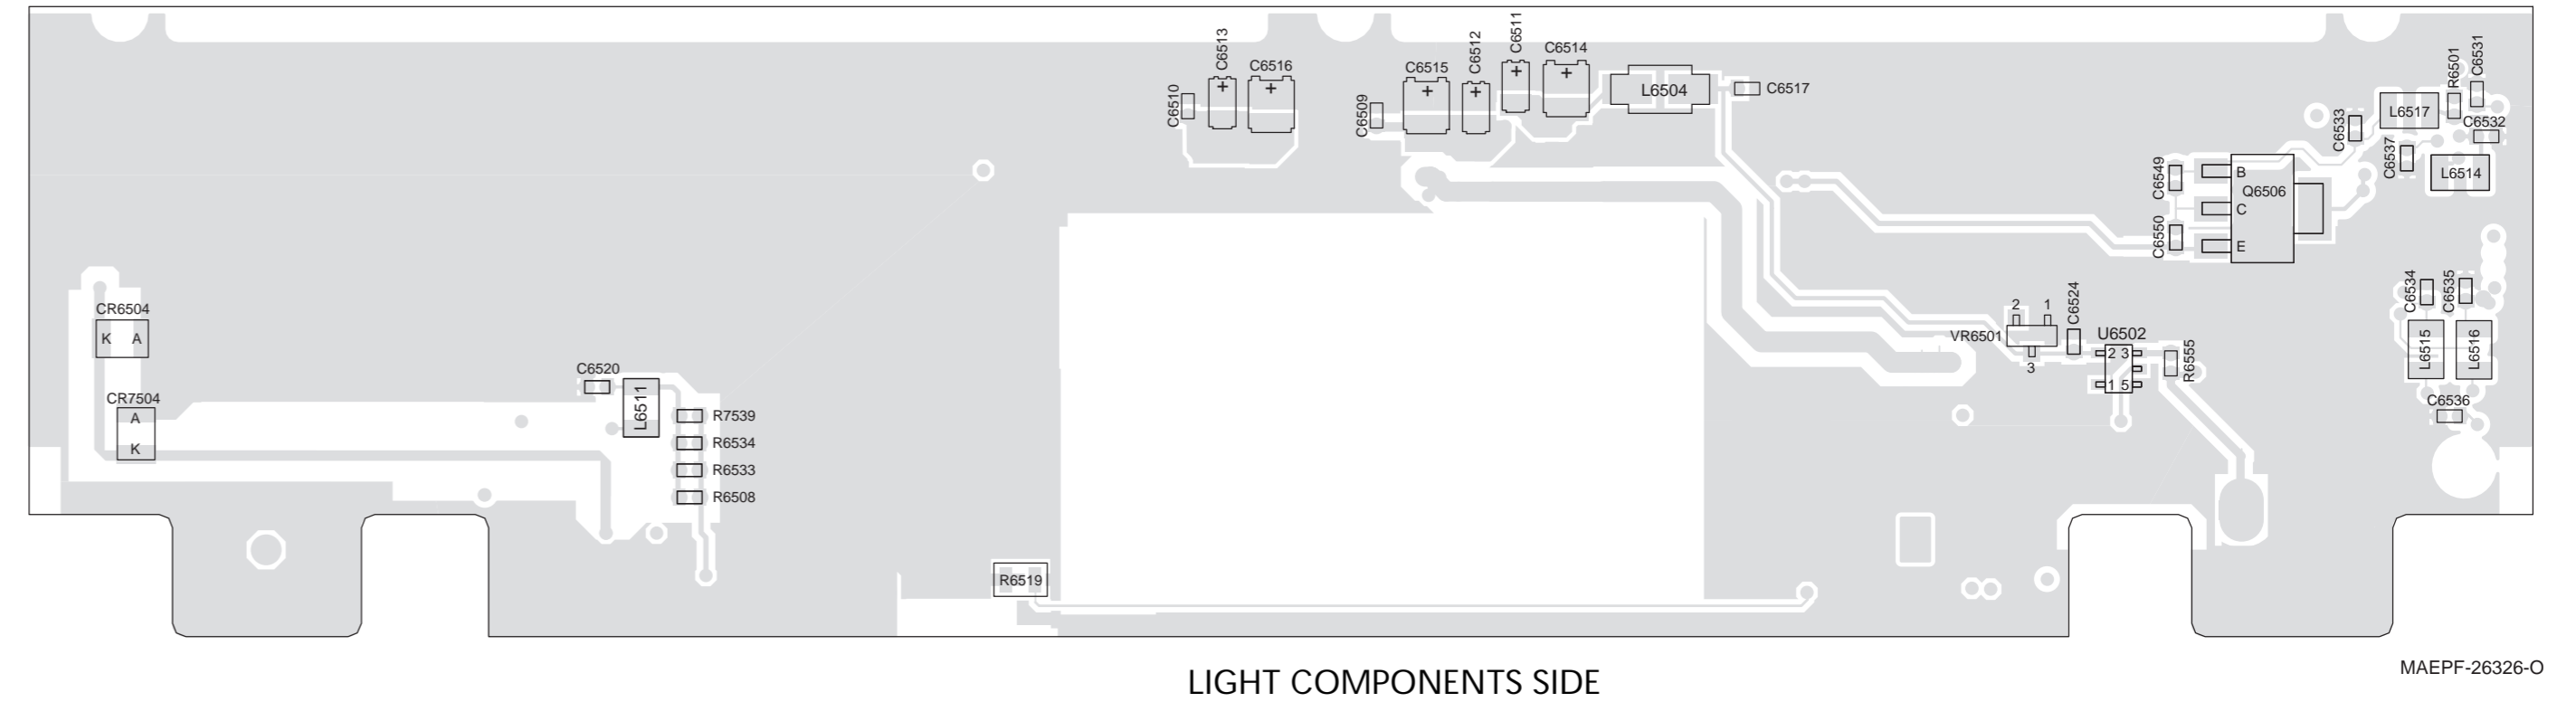 C6510
C6513
+
C6516
+
C6509
C6515
+
C6512
+
C6511
+
C6514
+
L6504
C6517
C6533
L6517
R6501
C6531
C6532
C6537
L6514
C6549
C6550
B
C
E
Q6506
CR6504
K A
CR7504
A
K
C6520
L6511
R7539
R6534
R6533
R6508
R6519
2 1
VR6501
3
C6524
U6502
2 3
1 5
R6555
C6534
C6535
L6515
L6516
C6536
LIGHT COMPONENTS SIDE
MAEPF-26326-O